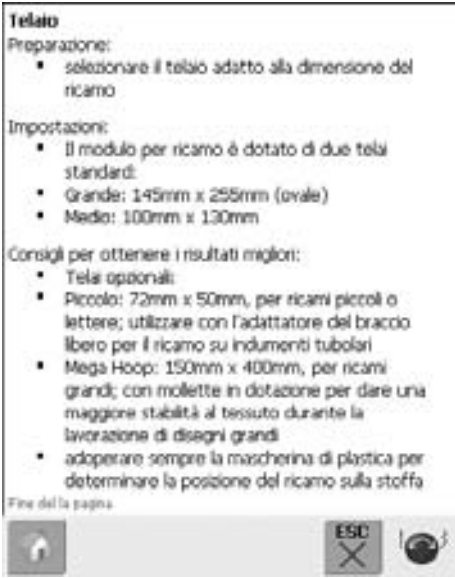 Telaio
Preparazione:
▪ selezionare il telaio adatto alla dimensione del
ricamo
Impostazioni:
▪ Il modulo per ricamo è dotato di due telai
standard:
▪ Grande: 145mm x 255mm (ovale)
▪ Medio: 100mm x 130mm
Consigli per ottenere i risultati migliori:
▪ Telai opzionali:
▪ Piccolo: 72mm x 50mm, per ricami piccoli o
lettere; utilizzare con l'adattatore del braccio
libero per il ricamo su indumenti tubolari
▪ Mega Hoop: 150mm x 400mm, per ricami
grandi; con mollette in dotazione per dare una
maggiore stabilità al tessuto durante la
lavorazione di disegni grandi
▪ adoperare sempre la mascherina di plastica per
determinare la posizione del ricamo sulla stoffa
Fine della pagina
ESC